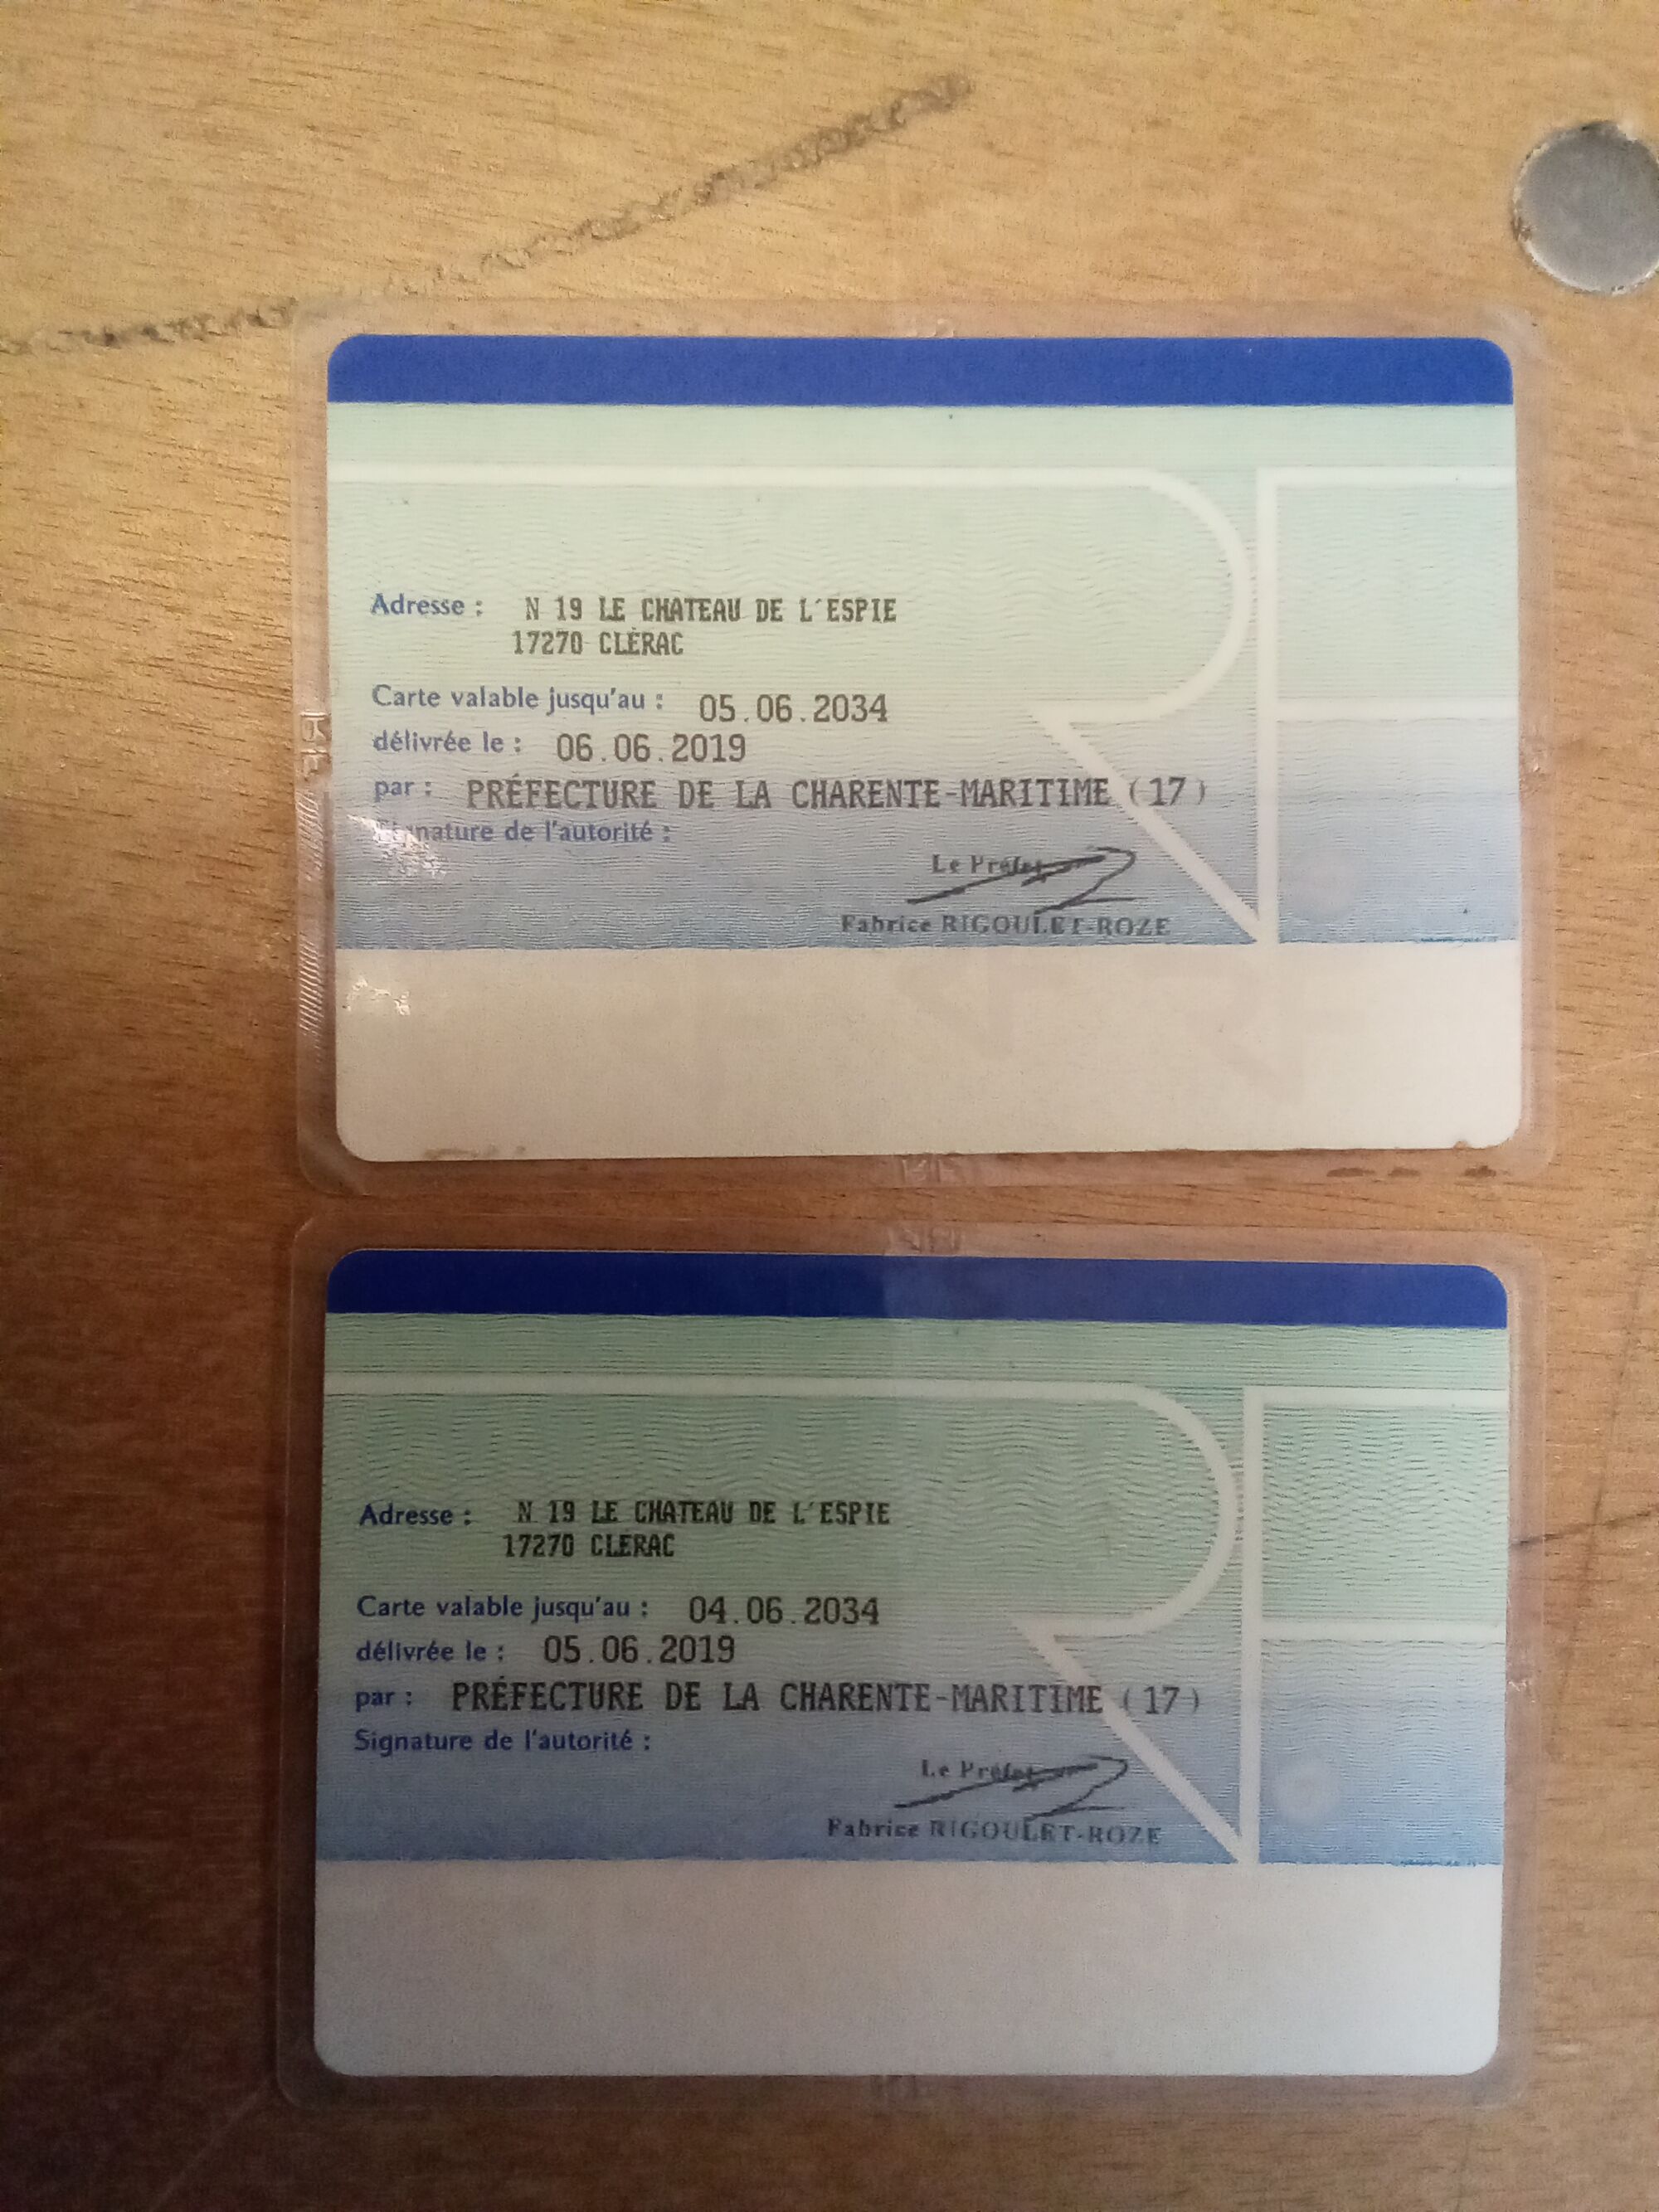 Adresse : N 19 LE CHATEAU DE L'ESPIE
17270 CLÉRAC
Carte valable jusqu'au : 05.06.2034
délivrée le : 06.06.2019
par : PRÉFECTURE DE LA CHARENTE-MARITIME (17)
Signature de l'autorité :
Le Préfet
Fabrice RIGOULET-ROZE
RF
Adresse : N 19 LE CHATEAU DE L'ESPIE
17270 CLÉRAC
Carte valable jusqu'au : 04.06.2034
délivrée le : 05.06.2019
par : PRÉFECTURE DE LA CHARENTE-MARITIME (17)
Signature de l'autorité :
Le Préfet
Fabrice RIGOULET-ROZE
RF